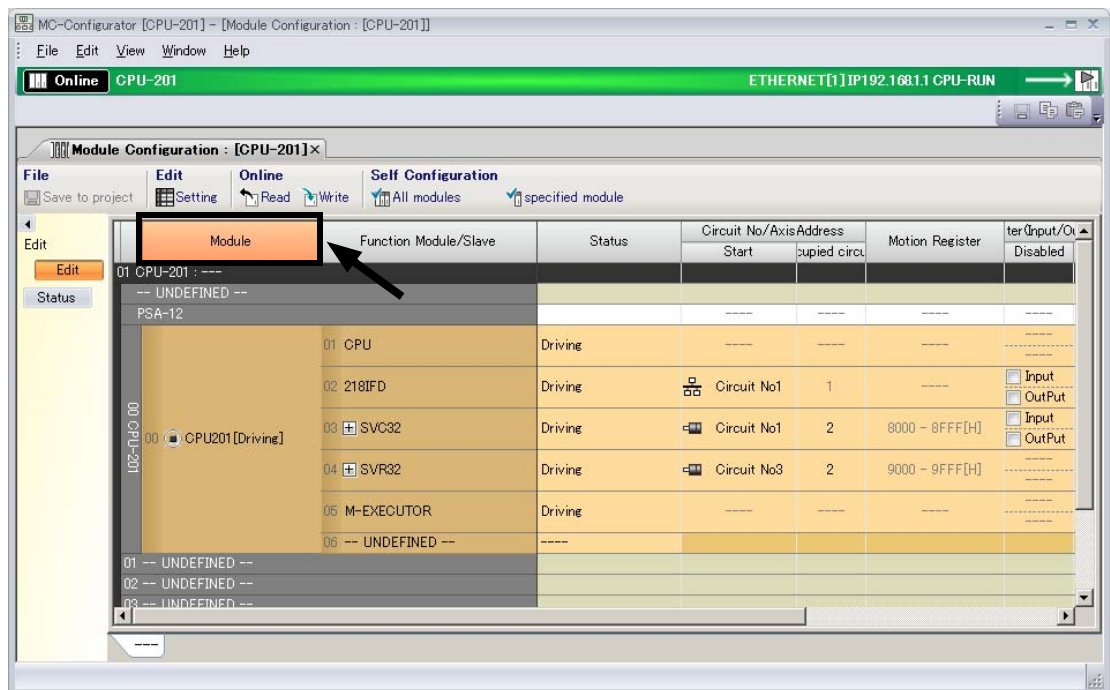 MC-Configurator [CPU-201] - [Module Configuration : [CPU-201]]
File Edit View Window Help
Online CPU-201 ETHERNET[1] IP192.168.1.1 CPU-RUN
Module Configuration : [CPU-201]
File Edit Online Self Configuration
Save to project Setting Read Write All modules specified module
Edit
Edit
Status
Module Function Module/Slave Status Circuit No/AxisAddress Motion Register ter(Input/Ou
Start cupied circu Disabled
01 CPU-201 : ---
-- UNDEFINED --
PSA-12 ---- ---- ---- ----
00 CPU-201
00 CPU201 [Driving]
01 CPU Driving ---- ---- ---- ---- ----
02 218IFD Driving Circuit No1 1 ---- Input
OutPut
03 SVC32 Driving Circuit No1 2 8000 - 8FFF[H] Input
OutPut
04 SVR32 Driving Circuit No3 2 9000 - 9FFF[H] ---- ----
05 M-EXECUTOR Driving ---- ---- ---- ---- ----
06 -- UNDEFINED -- ----
01 -- UNDEFINED --
02 -- UNDEFINED --
03 -- UNDEFINED --
---